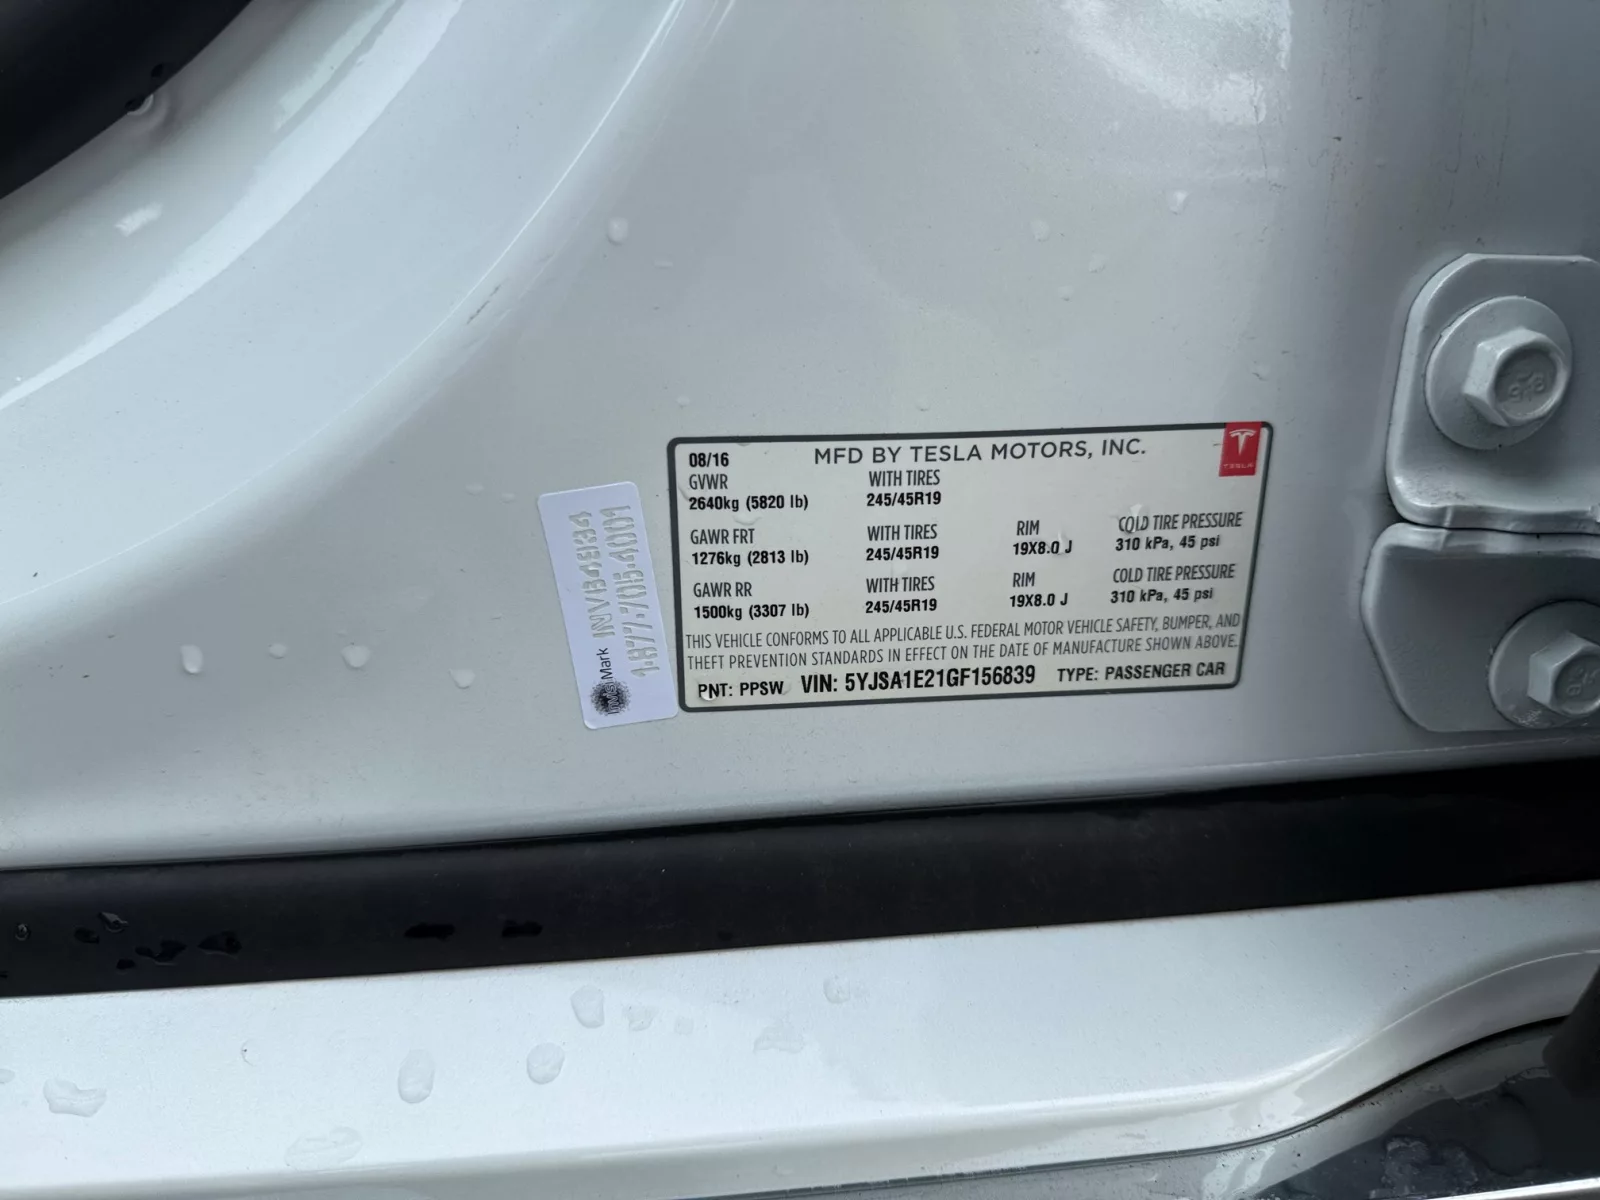 08/16 MFD BY TESLA MOTORS, INC.
TESLA
GVWR WITH TIRES
2640kg (5820 lb) 245/45R19
GAWR FRT WITH TIRES RIM COLD TIRE PRESSURE
1276kg (2813 lb) 245/45R19 19X8.0 J 310 kPa, 45 psi
GAWR RR WITH TIRES RIM COLD TIRE PRESSURE
1500kg (3307 lb) 245/45R19 19X8.0 J 310 kPa, 45 psi
THIS VEHICLE CONFORMS TO ALL APPLICABLE U.S. FEDERAL MOTOR VEHICLE SAFETY, BUMPER, AND
THEFT PREVENTION STANDARDS IN EFFECT ON THE DATE OF MANUFACTURE SHOWN ABOVE.
PNT: PPSW VIN: 5YJSA1E21GF156839 TYPE: PASSENGER CAR
Mark
1.877.705.4001